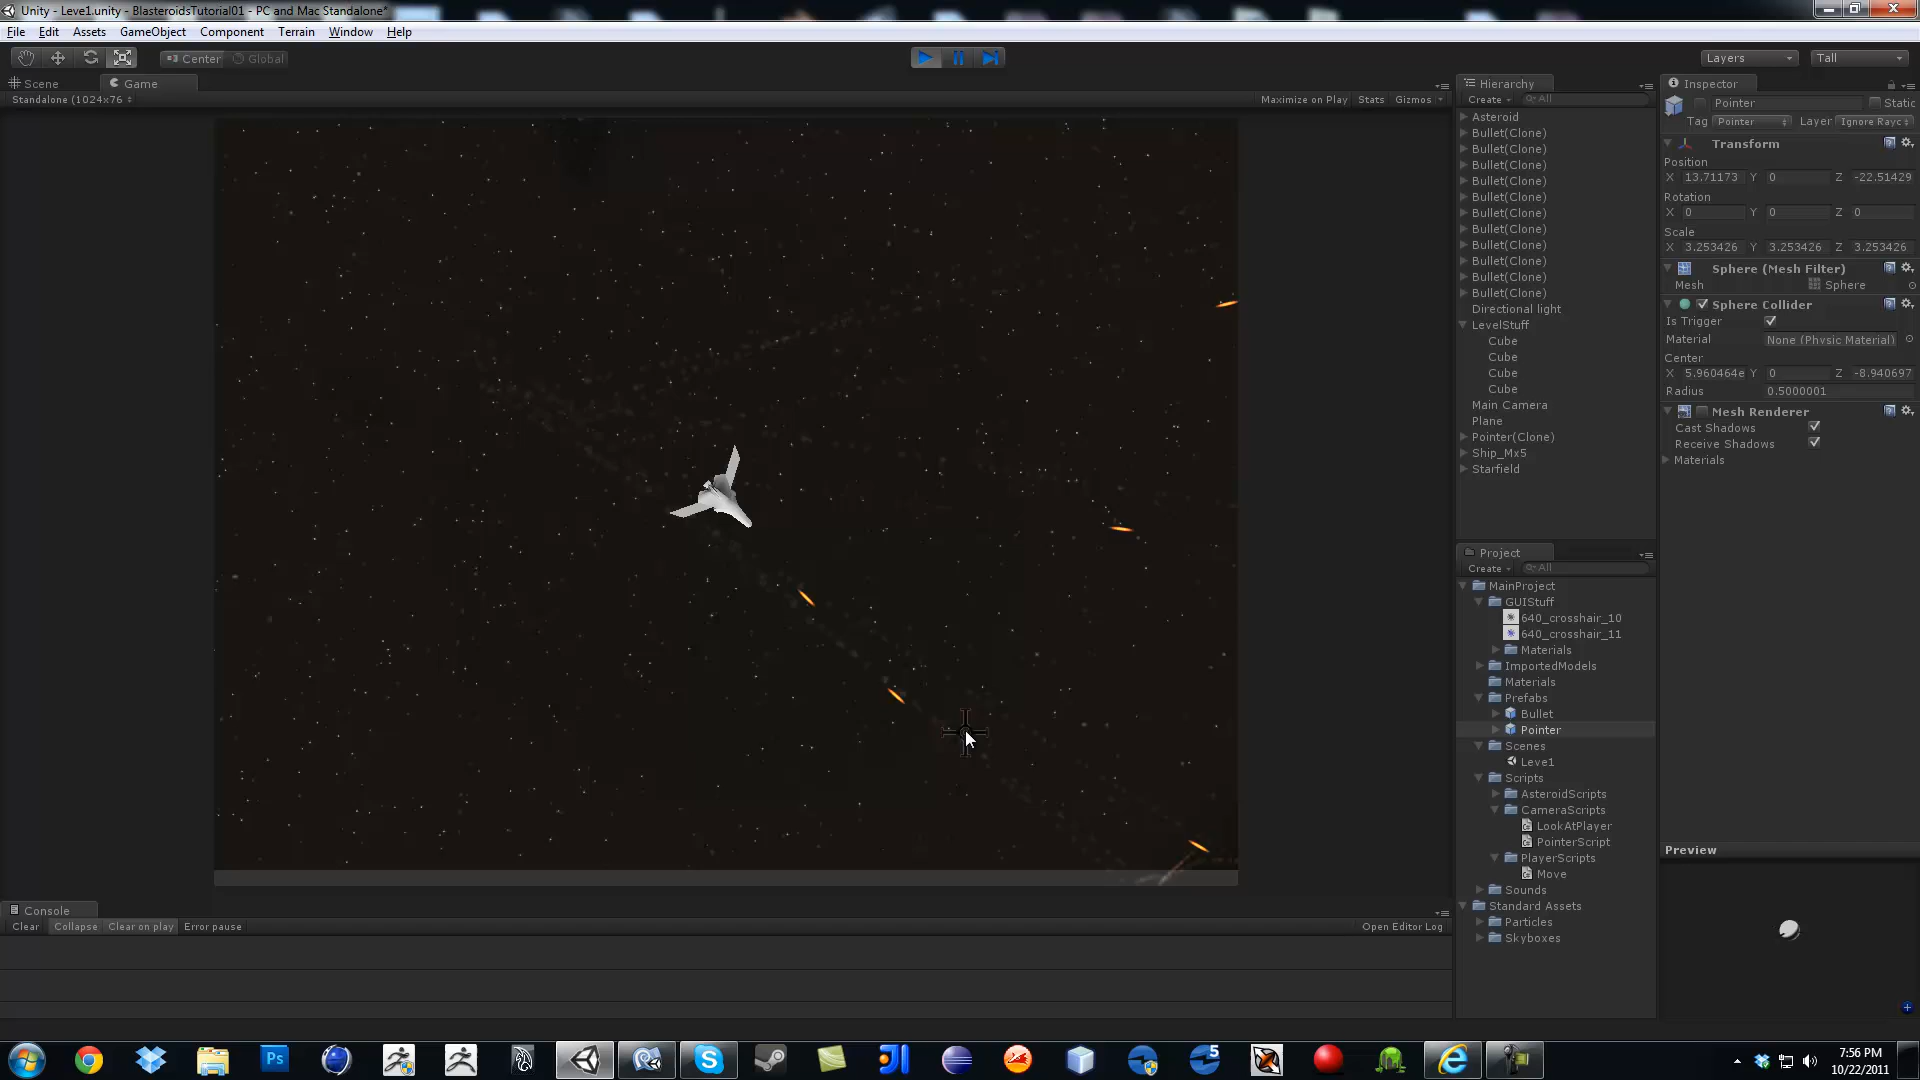 Unity - Leve1.unity - BlasteroidsTutorial01 - PC and Mac Standalone*
File Edit Assets GameObject Component Terrain Window Help
Center Global
Layers
Tall
Scene
Game
Standalone (1024x76
Maximize on Play Stats Gizmos
Hierarchy
Create All
Asteroid
Bullet(Clone)
Bullet(Clone)
Bullet(Clone)
Bullet(Clone)
Bullet(Clone)
Bullet(Clone)
Bullet(Clone)
Bullet(Clone)
Bullet(Clone)
Bullet(Clone)
Bullet(Clone)
Directional light
LevelStuff
Cube
Cube
Cube
Cube
Main Camera
Plane
Pointer(Clone)
Ship_Mx5
Starfield
Project
Create All
MainProject
GUIStuff
640_crosshair_10
640_crosshair_11
Materials
ImportedModels
Materials
Prefabs
Bullet
Pointer
Scenes
Leve1
Scripts
AsteroidScripts
CameraScripts
LookAtPlayer
PointerScript
PlayerScripts
Move
Sounds
Standard Assets
Particles
Skyboxes
Inspector
Pointer Static
Tag Pointer Layer Ignore Rayc
Transform
Position
X 13.71173 Y 0 Z -22.51429
Rotation
X 0 Y 0 Z 0
Scale
X 3.253426 Y 3.253426 Z 3.253426
Sphere (Mesh Filter)
Mesh Sphere
Sphere Collider
Is Trigger
Material None (Physic Material)
Center
X 5.960464e Y 0 Z -8.940697
Radius 0.5000001
Mesh Renderer
Cast Shadows
Receive Shadows
Materials
Preview
Console
Clear Collapse Clear on play Error pause Open Editor Log
Ps
5
7:56 PM
10/22/2011